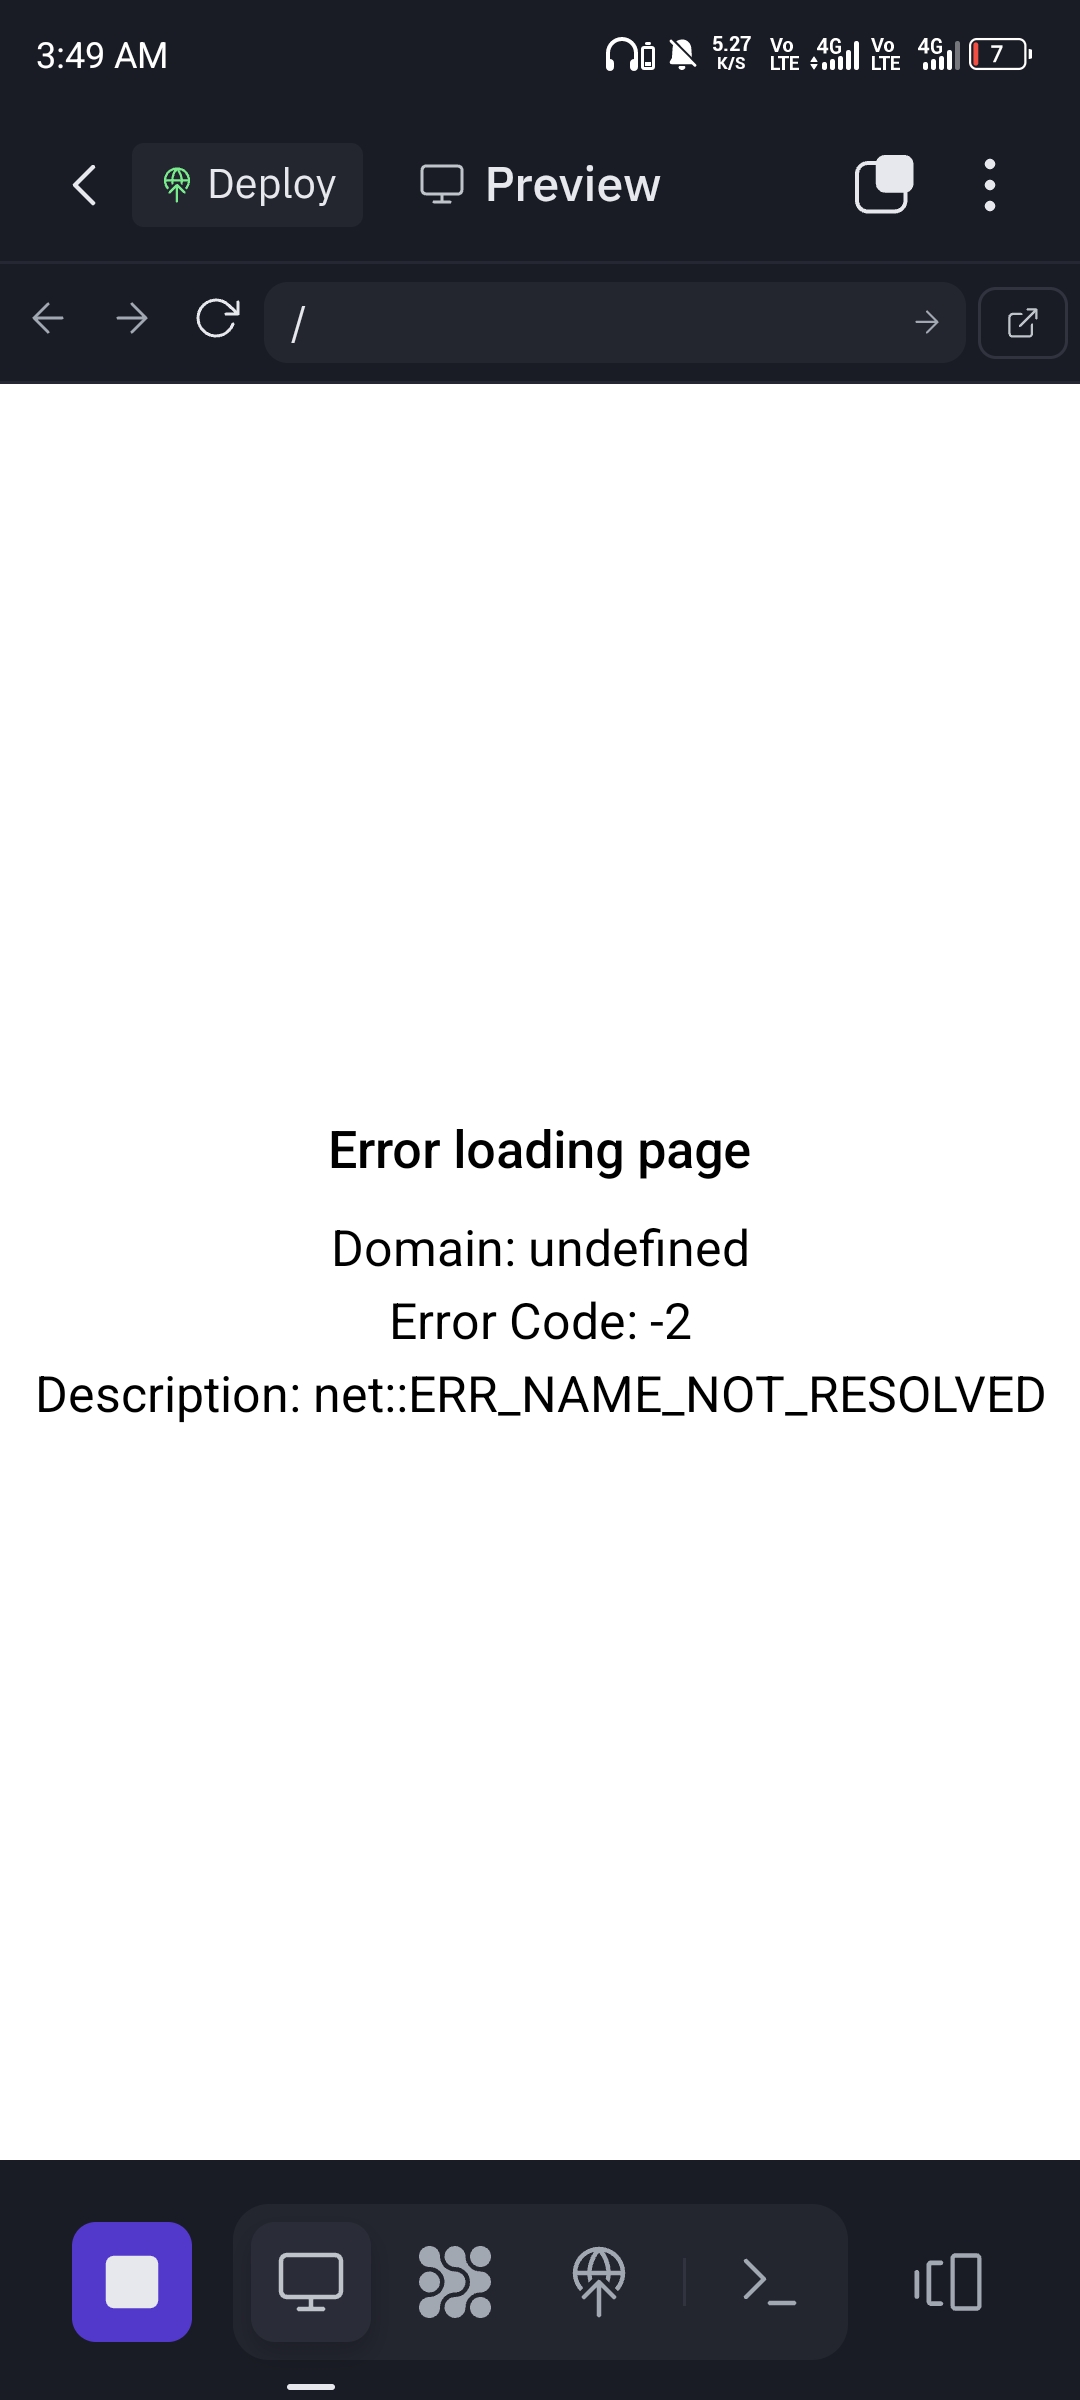 3:49 AM
5.27 K/S
Vo LTE 4G Vo LTE 4G
7
Deploy
Preview
/
Error loading page
Domain: undefined
Error Code: -2
Description: net::ERR_NAME_NOT_RESOLVED